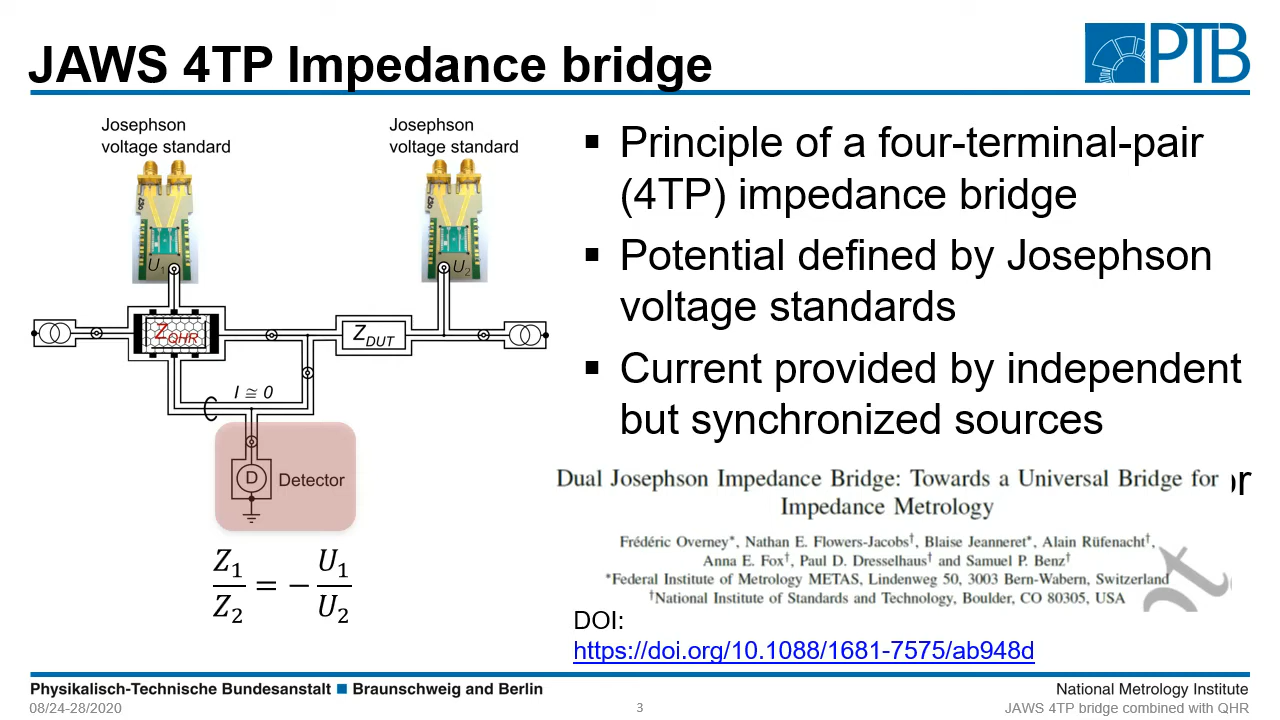 JAWS 4TP Impedance bridge
PTB
Josephson
voltage standard
Josephson
voltage standard
U1
U2
ZQHR
ZDUT
I ≅ 0
D
Detector
Z1/Z2 = − U1/U2
▪ Principle of a four-terminal-pair
(4TP) impedance bridge
▪ Potential defined by Josephson
voltage standards
▪ Current provided by independent
but synchronized sources
Dual Josephson Impedance Bridge: Towards a Universal Bridge for
Impedance Metrology
Frédéric Overney*, Nathan E. Flowers-Jacobs†, Blaise Jeanneret*, Alain Rüfenacht†,
Anna E. Fox†, Paul D. Dresselhaus† and Samuel P. Benz†
*Federal Institute of Metrology METAS, Lindenweg 50, 3003 Bern-Wabern, Switzerland
†National Institute of Standards and Technology, Boulder, CO 80305, USA
DOI:
https://doi.org/10.1088/1681-7575/ab948d
Physikalisch-Technische Bundesanstalt ■ Braunschweig and Berlin
National Metrology Institute
08/24-28/2020
3
JAWS 4TP bridge combined with QHR